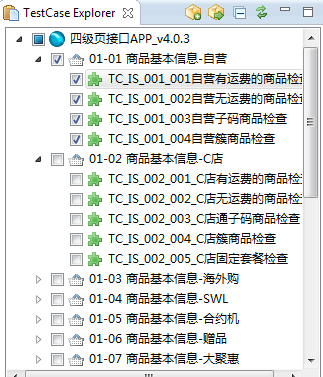 TestCase Explorer
四级页接口APP_v4.0.3
01-01 商品基本信息-自营
TC_IS_001_001自营有运费的商品检查
TC_IS_001_002自营无运费的商品检查
TC_IS_001_003自营子码商品检查
TC_IS_001_004自营簇商品检查
01-02 商品基本信息-C店
TC_IS_002_001_C店有运费的商品检
TC_IS_002_002_C店无运费的商品检
TC_IS_002_003_C店通子码商品检查
TC_IS_002_004_C店簇商品检查
TC_IS_002_005_C店固定套餐检查
01-03 商品基本信息-海外购
01-04 商品基本信息-SWL
01-05 商品基本信息-合约机
01-06 商品基本信息-赠品
01-07 商品基本信息-大聚惠